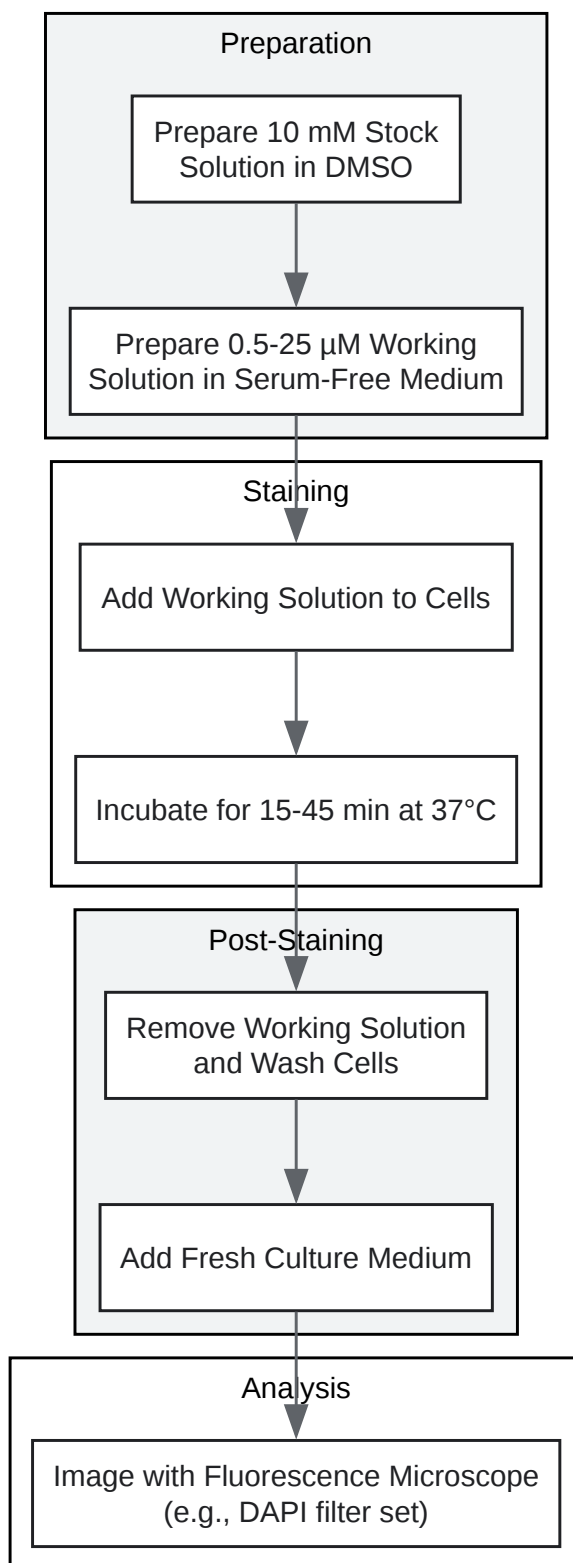 Preparation
Prepare 10 mM Stock
Solution in DMSO
Prepare 0.5-25 µM Working
Solution in Serum-Free Medium
Staining
Add Working Solution to Cells
Incubate for 15-45 min at 37°C
Post-Staining
Remove Working Solution
and Wash Cells
Add Fresh Culture Medium
Analysis
Image with Fluorescence Microscope
(e.g., DAPI filter set)